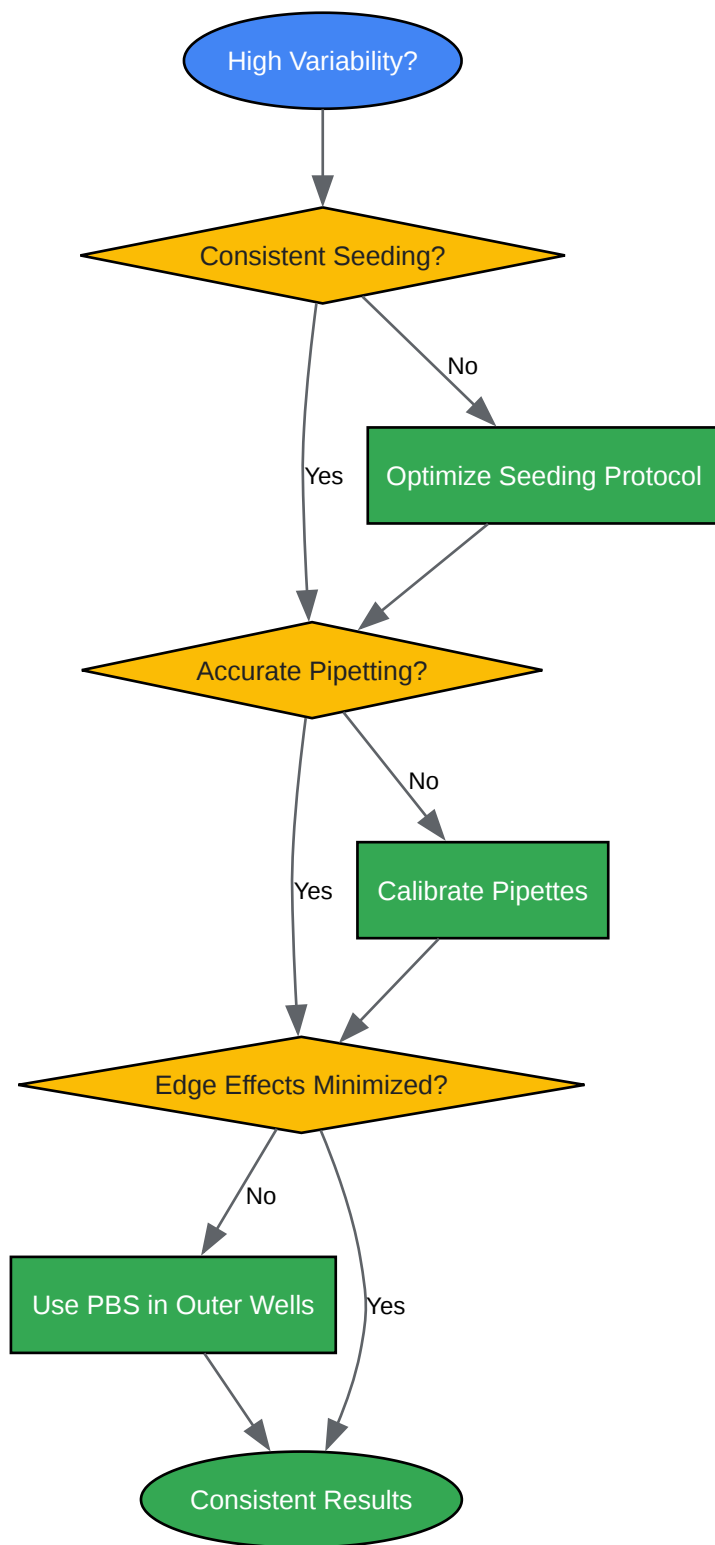 High Variability?
Consistent Seeding?
No
Yes
Optimize Seeding Protocol
Accurate Pipetting?
No
Yes
Calibrate Pipettes
Edge Effects Minimized?
No
Use PBS in Outer Wells
Yes
Consistent Results